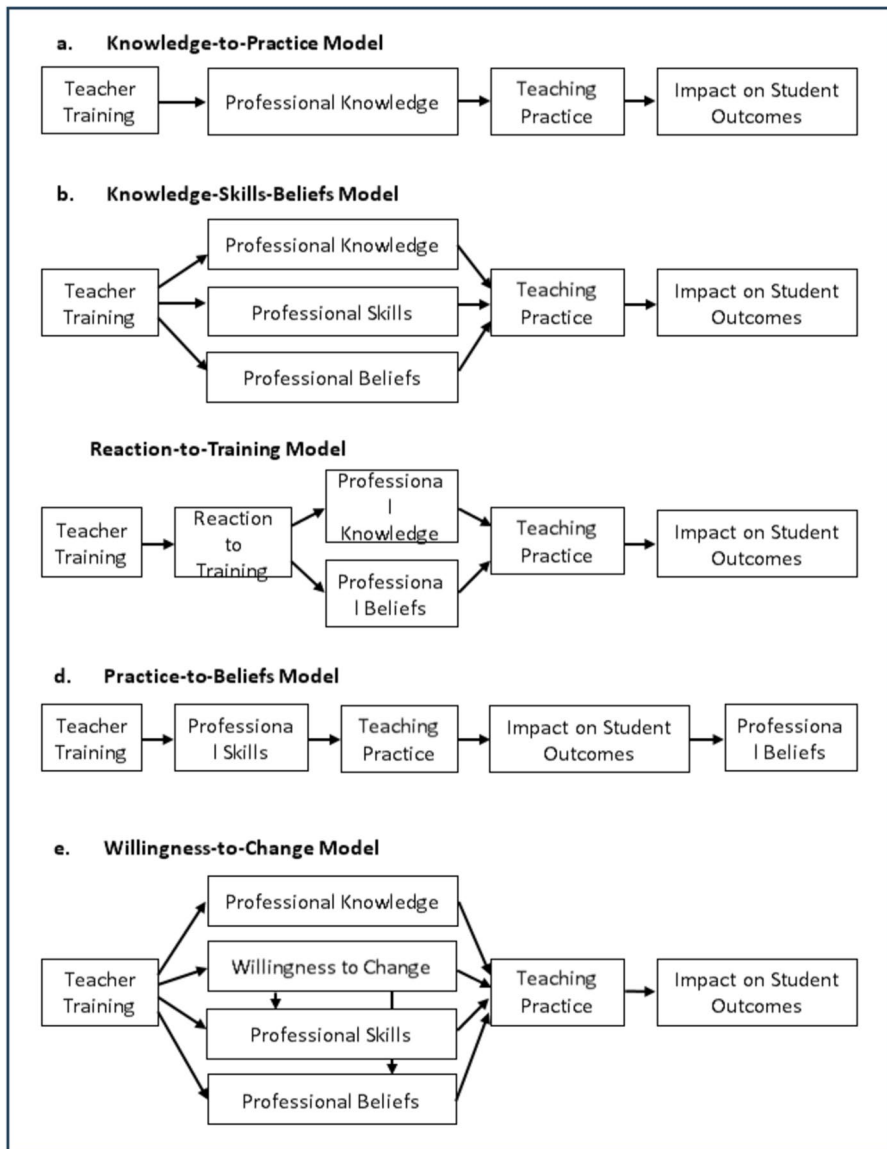 a. Knowledge-to-Practice Model
Teacher
Training
Professional Knowledge
Teaching
Practice
Impact on Student
Outcomes
b. Knowledge-Skills-Beliefs Model
Teacher
Training
Professional Knowledge
Professional Skills
Professional Beliefs
Teaching
Practice
Impact on Student
Outcomes
Reaction-to-Training Model
Teacher
Training
Reaction
to
Training
Professiona
l
Knowledge
Professiona
l Beliefs
Teaching
Practice
Impact on Student
Outcomes
d. Practice-to-Beliefs Model
Teacher
Training
Professiona
l Skills
Teaching
Practice
Impact on Student
Outcomes
Professiona
l Beliefs
e. Willingness-to-Change Model
Teacher
Training
Professional Knowledge
Willingness to Change
Professional Skills
Professional Beliefs
Teaching
Practice
Impact on Student
Outcomes